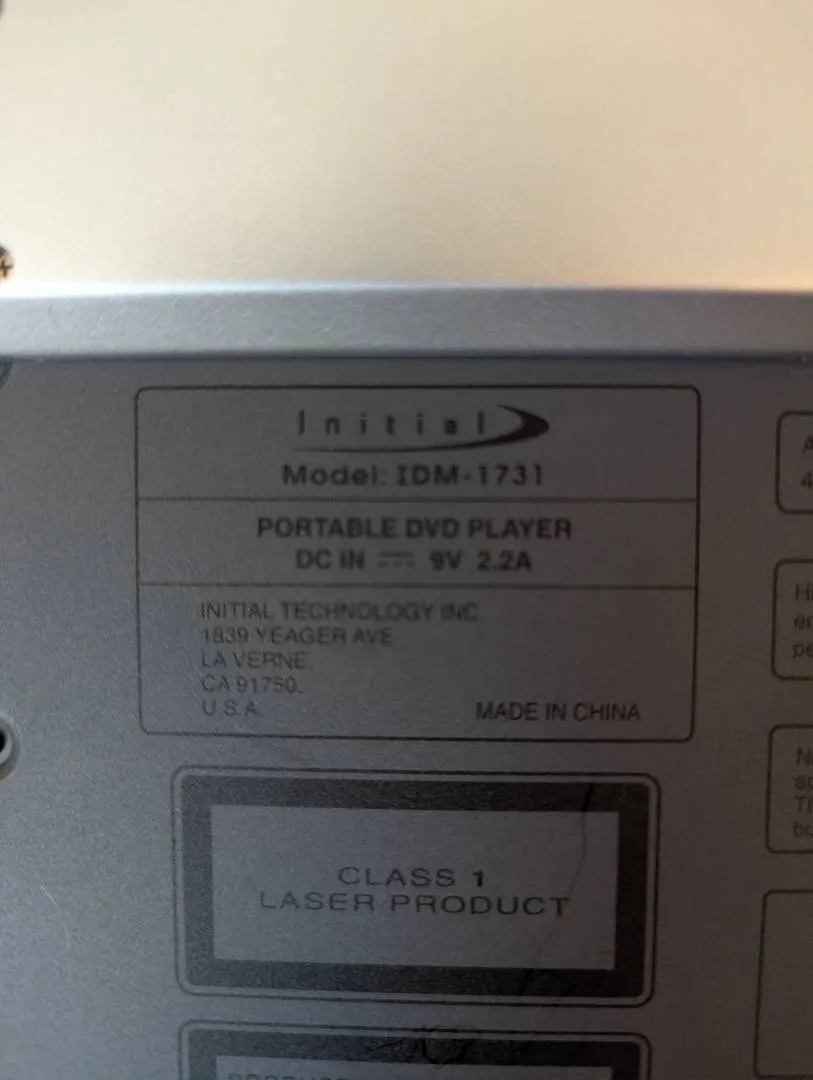 Initial
Model: IDM-1731
PORTABLE DVD PLAYER
DC IN ⎓ 9V 2.2A
INITIAL TECHNOLOGY INC
1839 YEAGER AVE
LA VERNE.
CA 91750.
U.S.A.
MADE IN CHINA
CLASS 1
LASER PRODUCT